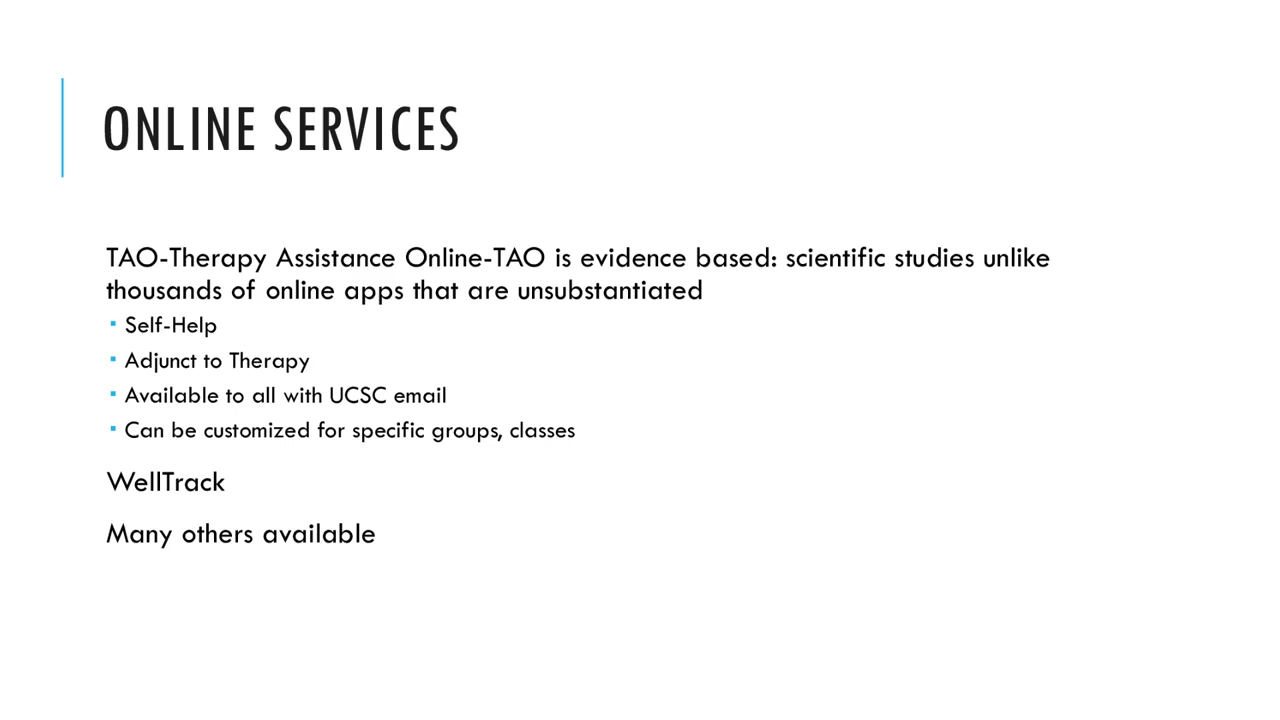 ONLINE SERVICES
TAO-Therapy Assistance Online-TAO is evidence based: scientific studies unlike
thousands of online apps that are unsubstantiated
▪ Self-Help
▪ Adjunct to Therapy
▪ Available to all with UCSC email
▪ Can be customized for specific groups, classes
WellTrack
Many others available